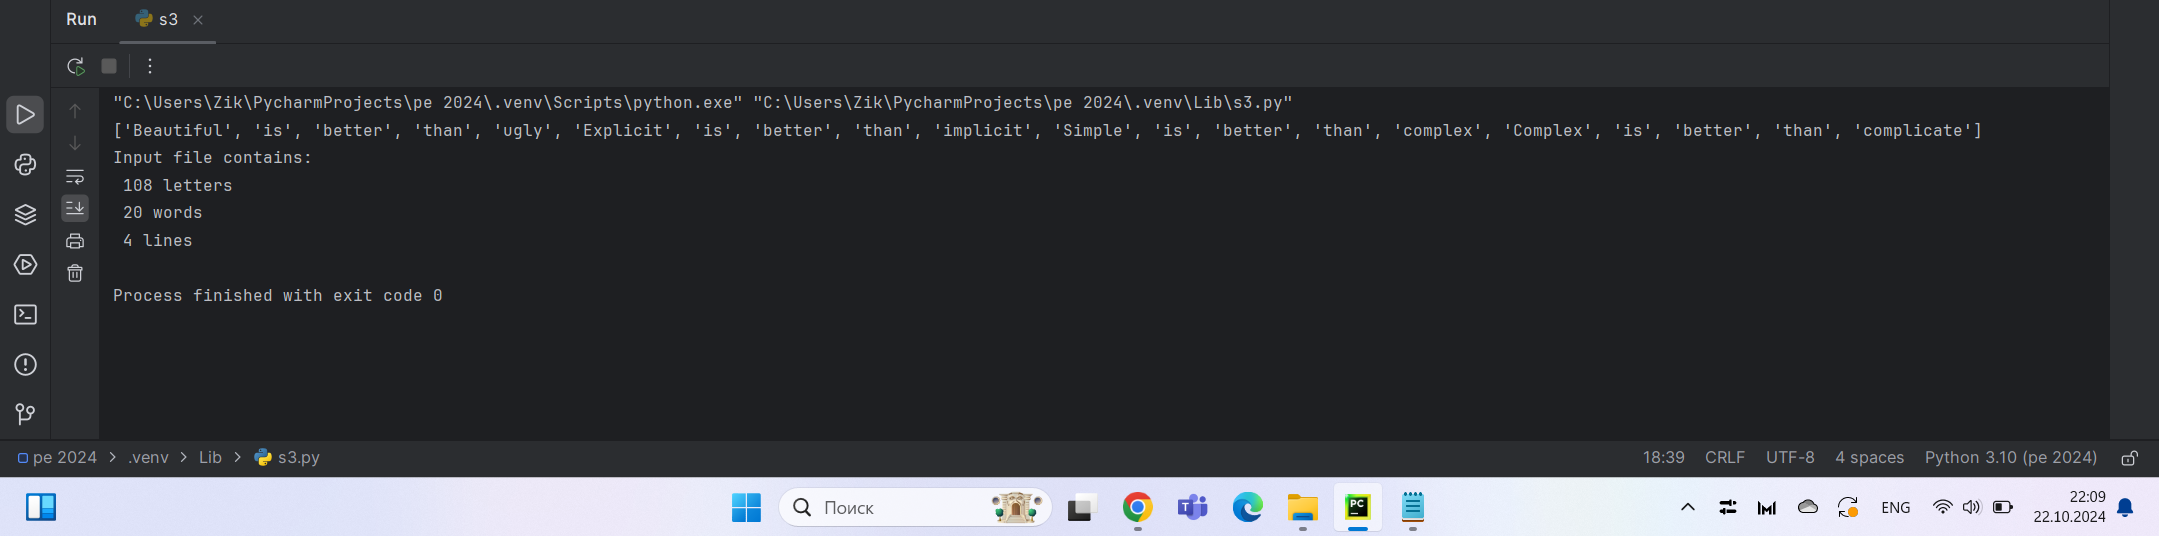 Run s3
"C:\Users\Zik\PycharmProjects\pe 2024\.venv\Scripts\python.exe" "C:\Users\Zik\PycharmProjects\pe 2024\.venv\Lib\s3.py"
['Beautiful', 'is', 'better', 'than', 'ugly', 'Explicit', 'is', 'better', 'than', 'implicit', 'Simple', 'is', 'better', 'than', 'complex', 'Complex', 'is', 'better', 'than', 'complicate']
Input file contains:
108 letters
20 words
4 lines
Process finished with exit code 0
pe 2024 > .venv > Lib > s3.py 18:39 CRLF UTF-8 4 spaces Python 3.10 (pe 2024)
Поиск PC ENG 22:09
22.10.2024